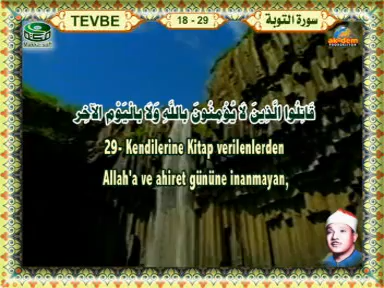 TEVBE
18 - 29
سورة التوبة
قَاتِلُوا الَّذِينَ لَا يُؤْمِنُونَ بِاللَّهِ وَلَا بِالْيَوْمِ الْآخِرِ
29- Kendilerine Kitap verilenlerden
Allah'a ve ahiret gününe inanmayan,